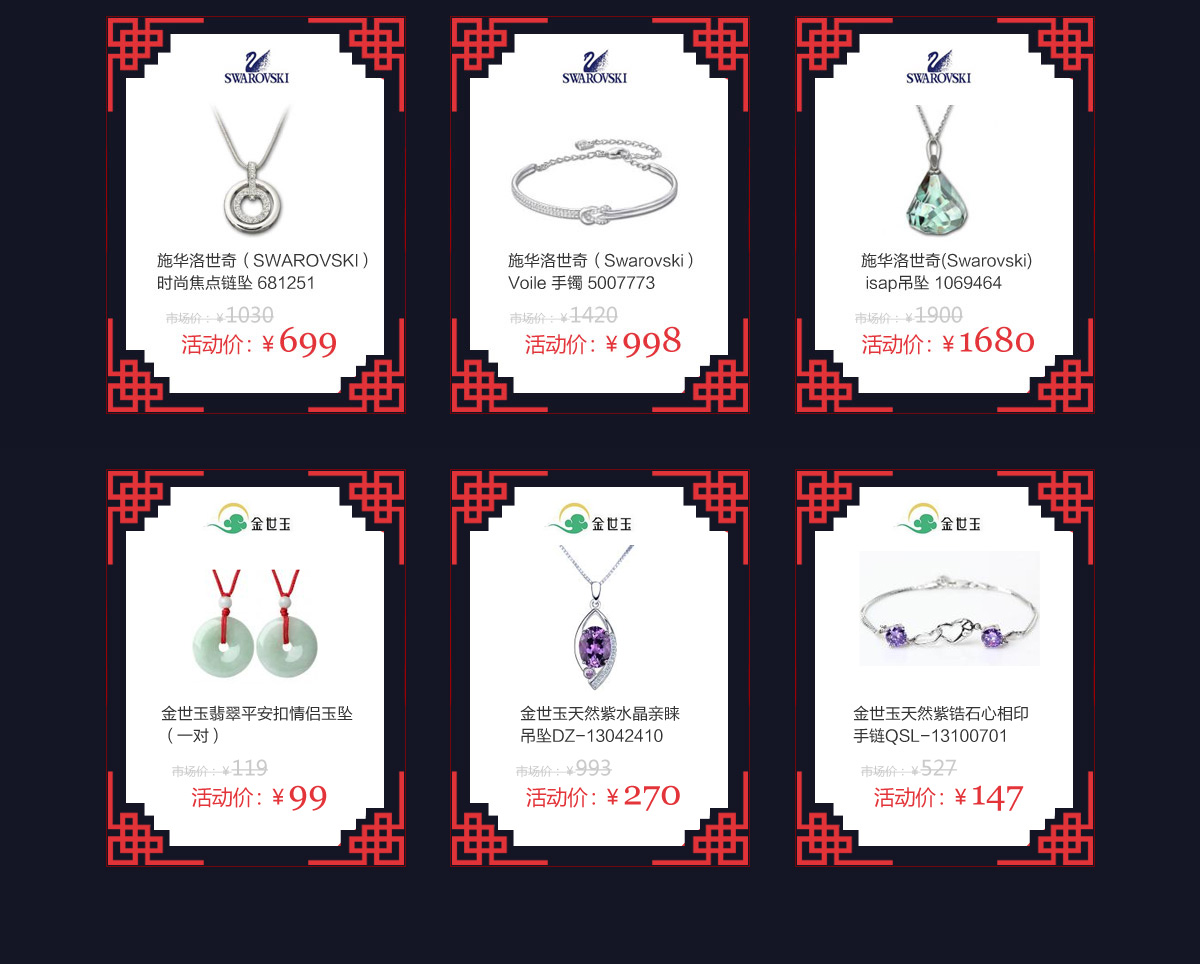 SWAROVSKI
施华洛世奇（SWAROVSKI）
时尚焦点链坠 681251
市场价：¥1030
活动价：¥699
SWAROVSKI
施华洛世奇（Swarovski）
Voile 手镯 5007773
市场价：¥1420
活动价：¥998
SWAROVSKI
施华洛世奇(Swarovski)
isap吊坠 1069464
市场价：¥1900
活动价：¥1680
金世玉
金世玉翡翠平安扣情侣玉坠
（一对）
市场价：¥119
活动价：¥99
金世玉
金世玉天然紫水晶亲睐
吊坠DZ-13042410
市场价：¥993
活动价：¥270
金世玉
金世玉天然紫锆石心相印
手链QSL-13100701
市场价：¥527
活动价：¥147